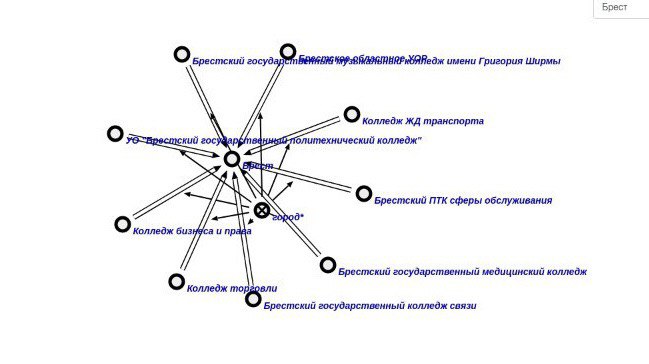 Брест
Брестское областное УОР
Брестский государственный музыкальный колледж имени Григория Ширмы
Колледж ЖД транспорта
УО "Брестский государственный политехнический колледж"
Брест
Брестский ПТК сферы обслуживания
город*
Колледж бизнеса и права
Брестский государственный медицинский колледж
Колледж торговли
Брестский государственный колледж связи